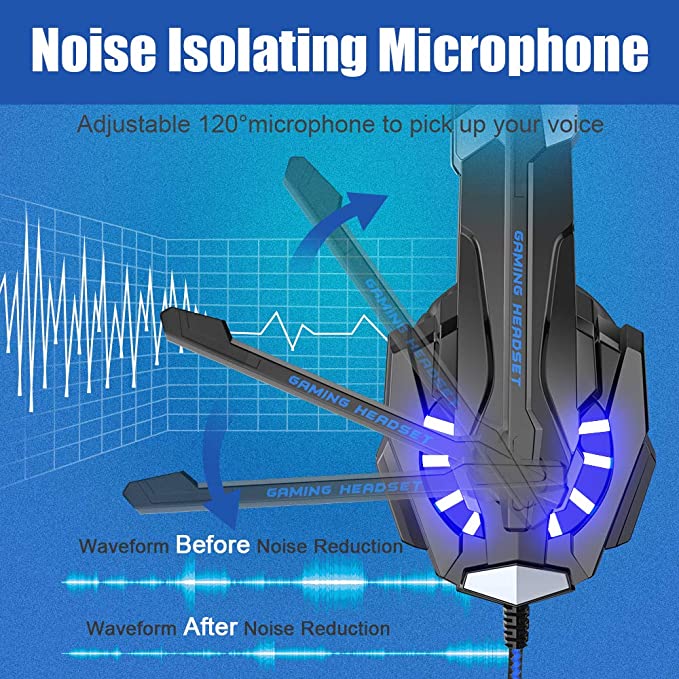 Noise Isolating Microphone
Adjustable 120°microphone to pick up your voice
GAMING HEADSET
GAMING HEADSET
GAMING HEADSET
GAMING HEADSET
Waveform Before Noise Reduction
Waveform After Noise Reduction